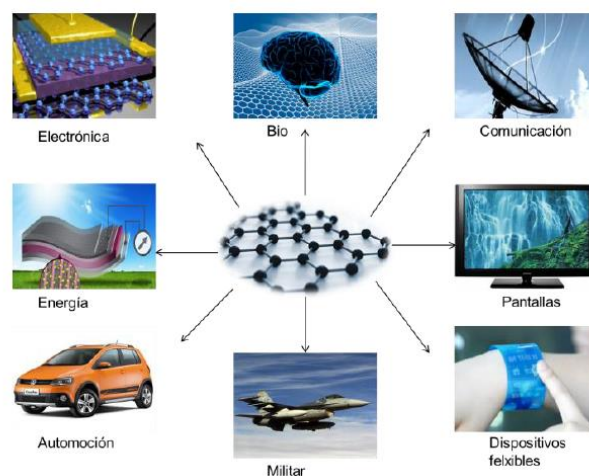 Electrónica
Bio
Comunicación
Energía
Pantallas
Automoción
Militar
Dispositivos
felxibles